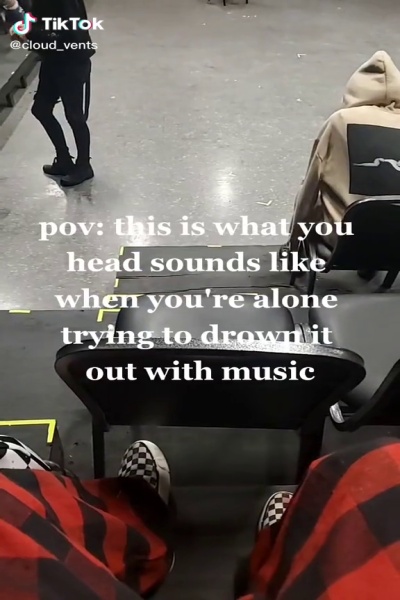 TikTok
@cloud_vents
pov: this is what you
head sounds like
when you're alone
trying to drown it
out with music